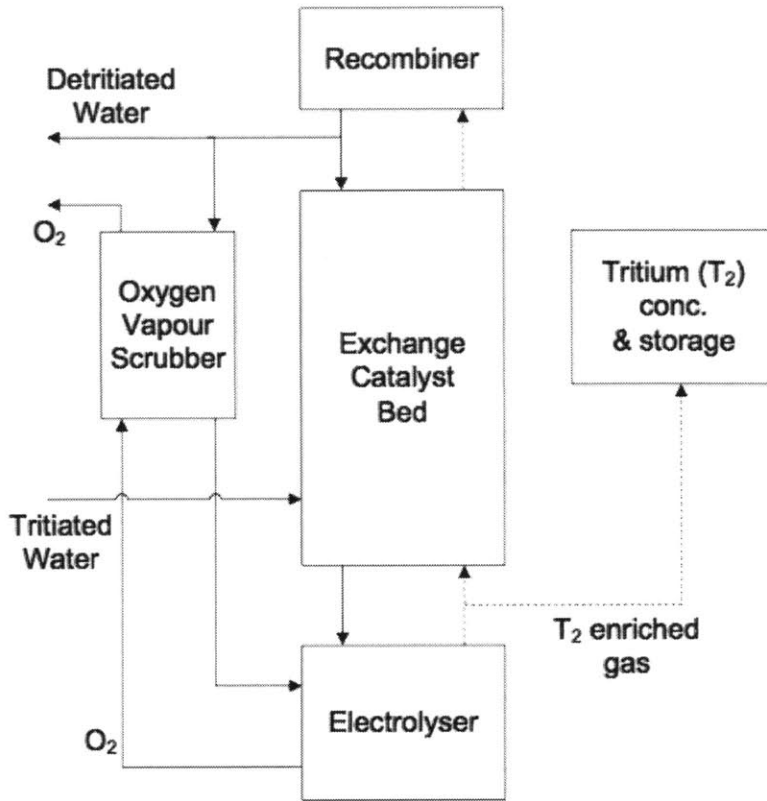 Recombiner
Detritiated
Water
O₂
Oxygen
Vapour
Scrubber
Exchange
Catalyst
Bed
Tritium (T₂)
conc.
& storage
Tritiated
Water
T₂ enriched
gas
Electrolyser
O₂